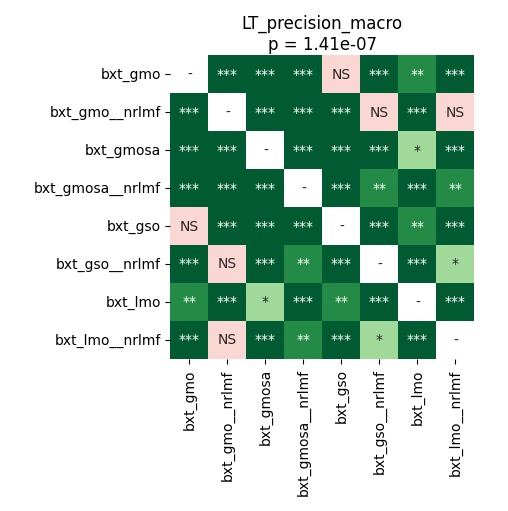 LT_precision_macro
p = 1.41e-07
bxt_gmo - *** *** *** NS *** ** ***
bxt_gmo__nrlmf *** - *** *** *** NS *** NS
bxt_gmosa *** *** - *** *** *** * ***
bxt_gmosa__nrlmf *** *** *** - *** ** *** **
bxt_gso NS *** *** *** - *** ** ***
bxt_gso__nrlmf *** NS *** ** *** - *** *
bxt_lmo ** *** * *** ** *** - ***
bxt_lmo__nrlmf *** NS *** ** *** * *** -
bxt_gmo
bxt_gmo__nrlmf
bxt_gmosa
bxt_gmosa__nrlmf
bxt_gso
bxt_gso__nrlmf
bxt_lmo
bxt_lmo__nrlmf